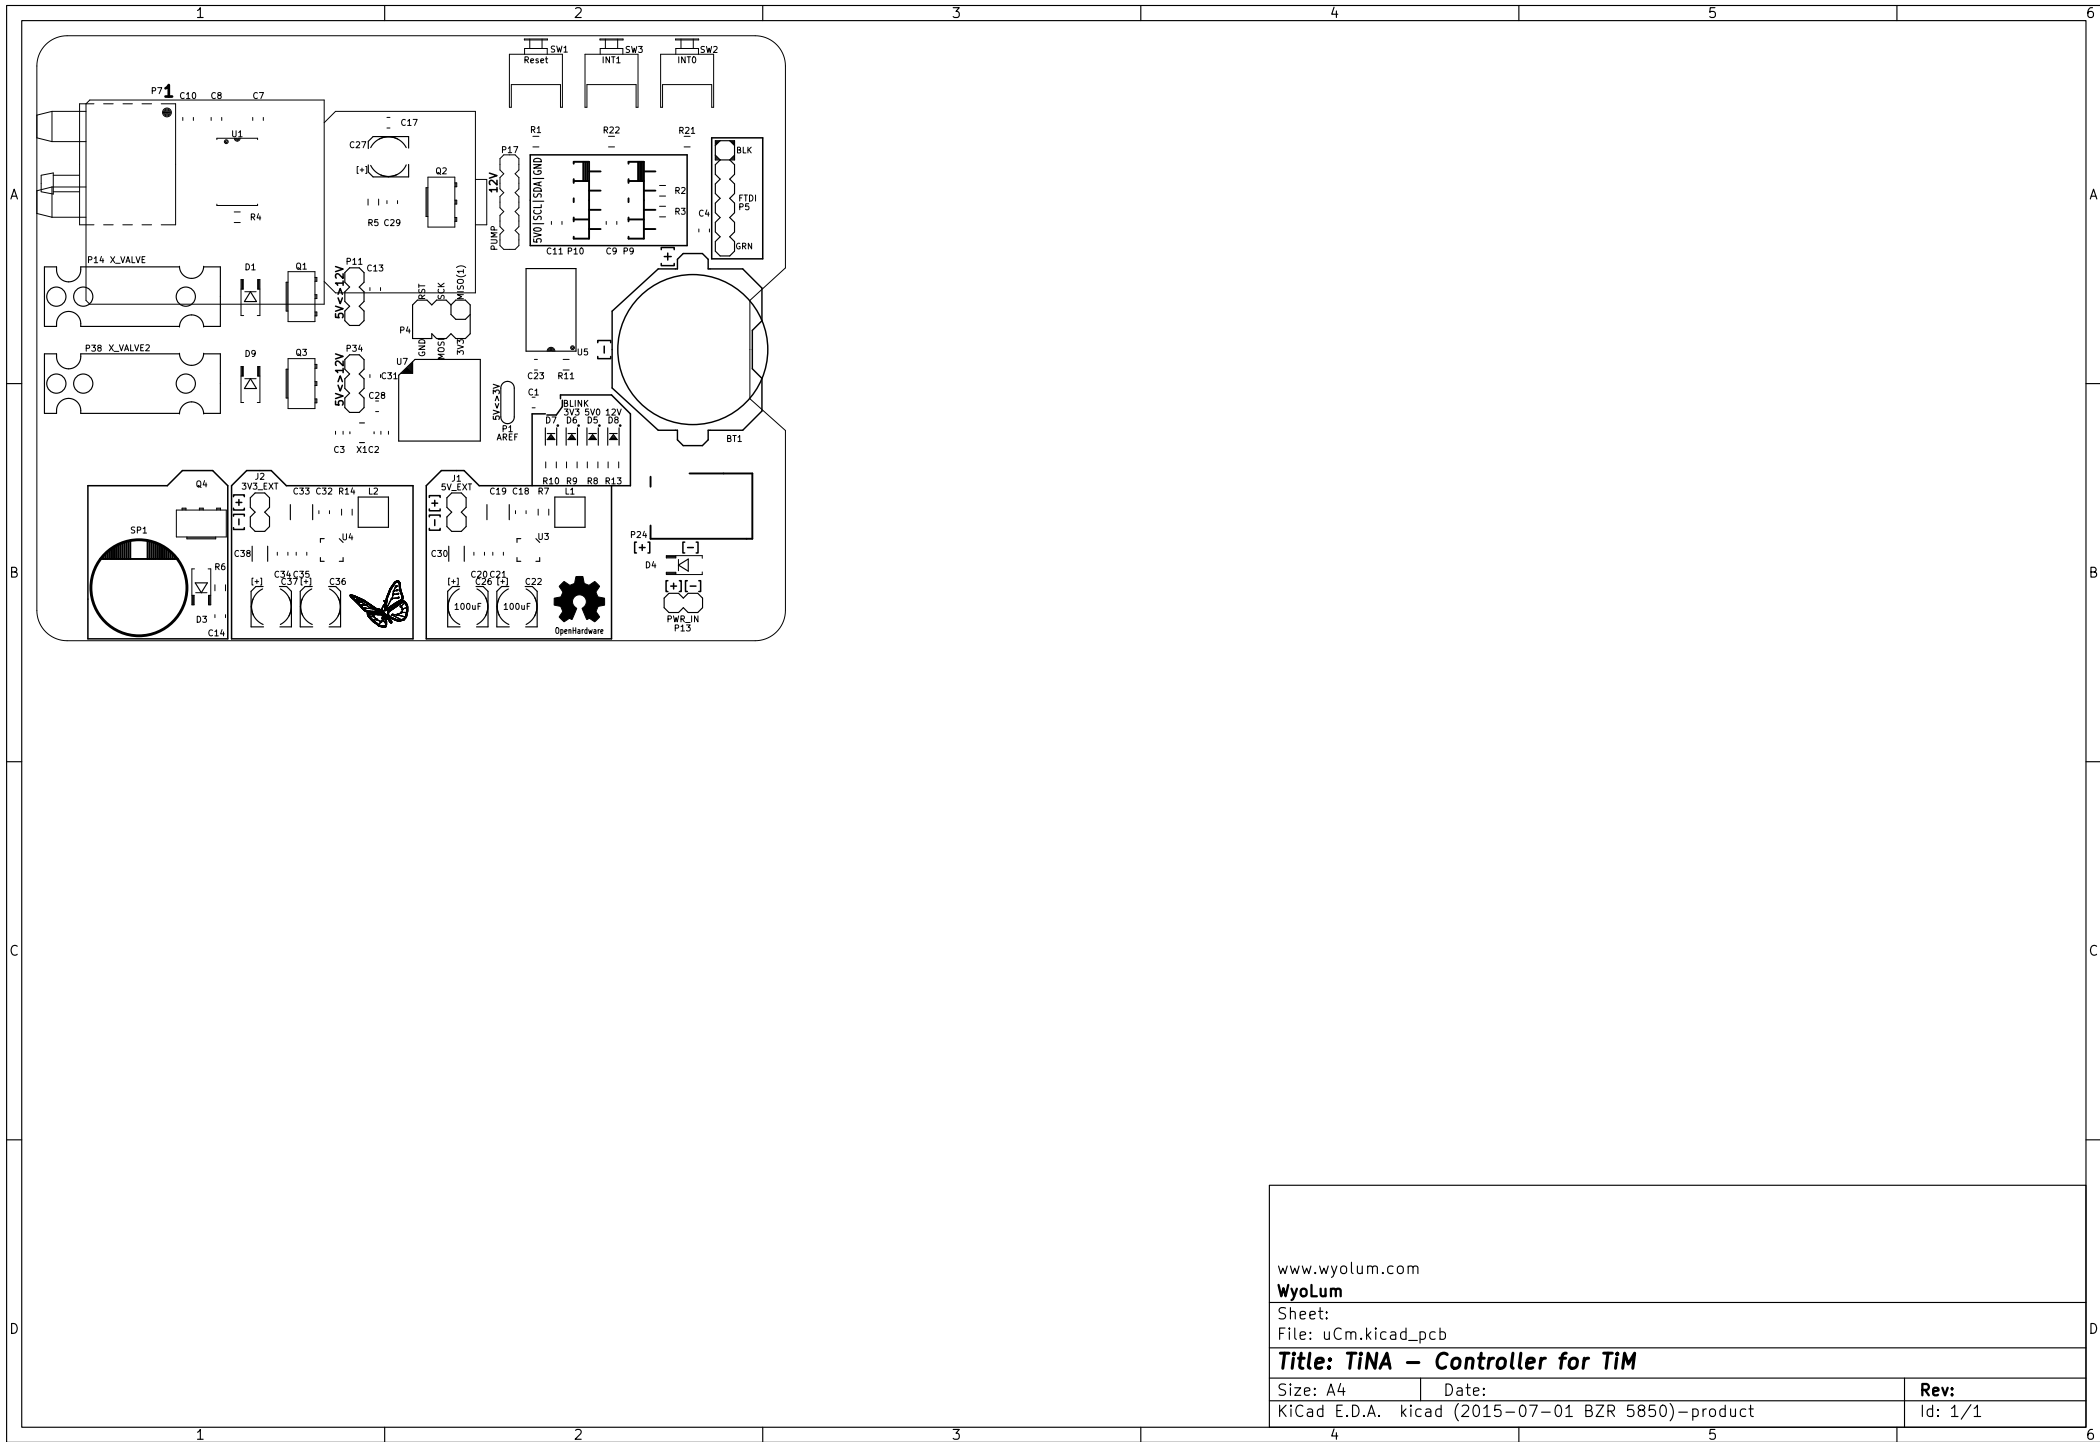 1 2 3 4 5 6
SW1 SW3 SW2
Reset INT1 INT0
P7 1 C10 C8 C7
U1
C17
C27
[+]
R1 R22 R21
P17
BLK
Q2
12V
5V0|SCL|SDA|GND
R2
A A
FTDI
P5
R4
R5 C29
R3 C4
PUMP
GRN
C11 P10 C9 P9
[+]
P14 X_VALVE
D1 Q1 P11 C13
5V<>12V
RST SCK MISO(1)
P4
GND MOSI 3V3
P38 X_VALVE2
D9 Q3 P34
5V<>12V
U7
U5
[-]
C31
C23 R11
C28
5V<>3V
C1
BLINK
3V3 5V0 12V
D7 D6 D5 D8
P1
AREF
BT1
C3 X1 C2
Q4
J2
3V3_EXT
J1
5V_EXT
R10 R9 R8 R13
C33 C32 R14 L2
C19 C18 R7 L1
[-][+]
[-][+]
SP1
U4
U3
P24
[+] [-]
C38
C30
D4
B B
R6
C34 C35
C20 C21
[+] C37 [+] C36
[+] C26 [+] C22
[+][-]
100uF 100uF
D3
C14
OpenHardware
PWR_IN
P13
C C
www.wyolum.com
WyoLum
Sheet:
File: uCm.kicad_pcb
D D
Title: TiNA – Controller for TiM
Size: A4 Date: Rev:
KiCad E.D.A. kicad (2015-07-01 BZR 5850)-product Id: 1/1
1 2 3 4 5 6